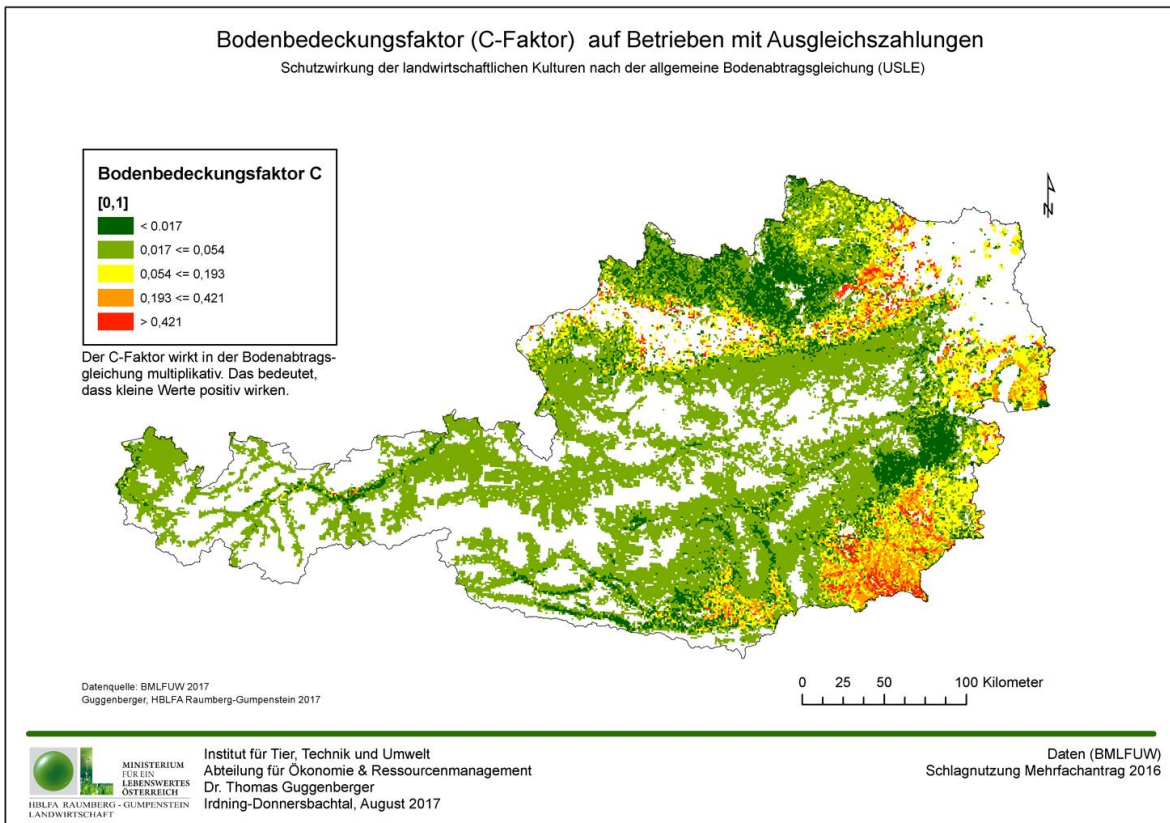 Bodenbedeckungsfaktor (C-Faktor) auf Betrieben mit Ausgleichszahlungen
Schutzwirkung der landwirtschaftlichen Kulturen nach der allgemeine Bodenabtragsgleichung (USLE)
Bodenbedeckungsfaktor C
[0,1]
< 0.017
0,017 <= 0,054
0,054 <= 0,193
0,193 <= 0,421
> 0,421
Der C-Faktor wirkt in der Bodenabtrags-
gleichung multiplikativ. Das bedeutet,
dass kleine Werte positiv wirken.
N
Datenquelle: BMLFUW 2017
Guggenberger, HBLFA Raumberg-Gumpenstein 2017
0 25 50 100 Kilometer
MINISTERIUM
FÜR EIN
LEBENSWERTES
ÖSTERREICH
HBLFA RAUMBERG - GUMPENSTEIN
LANDWIRTSCHAFT
Institut für Tier, Technik und Umwelt
Abteilung für Ökonomie & Ressourcenmanagement
Dr. Thomas Guggenberger
Irdning-Donnersbachtal, August 2017
Daten (BMLFUW)
Schlagnutzung Mehrfachantrag 2016